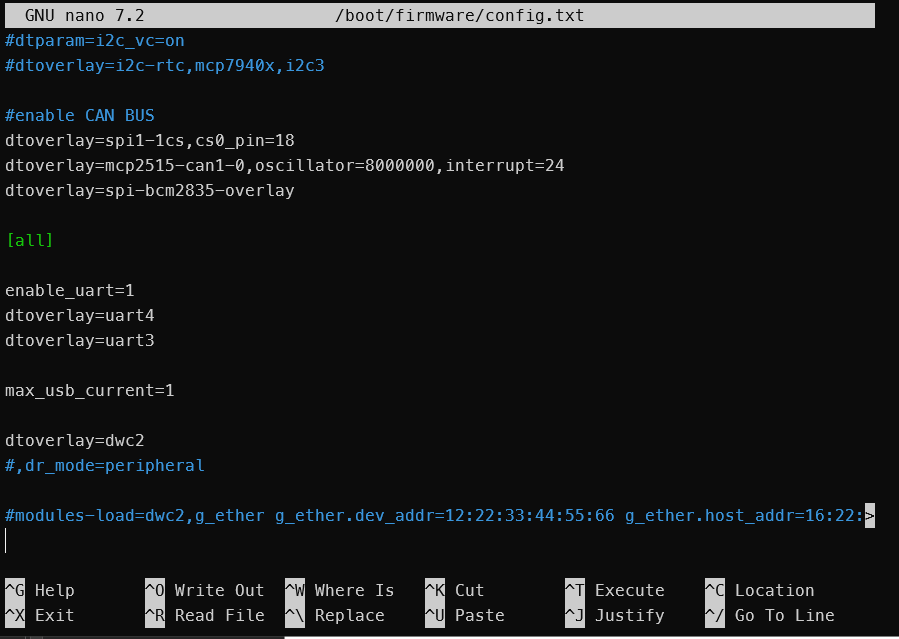 GNU nano 7.2 /boot/firmware/config.txt
#dtparam=i2c_vc=on
#dtoverlay=i2c-rtc,mcp7940x,i2c3
#enable CAN BUS
dtoverlay=spi1-1cs,cs0_pin=18
dtoverlay=mcp2515-can1-0,oscillator=8000000,interrupt=24
dtoverlay=spi-bcm2835-overlay
[all]
enable_uart=1
dtoverlay=uart4
dtoverlay=uart3
max_usb_current=1
dtoverlay=dwc2
#,dr_mode=peripheral
#modules-load=dwc2,g_ether g_ether.dev_addr=12:22:33:44:55:66 g_ether.host_addr=16:22:>
^G Help ^O Write Out ^W Where Is ^K Cut ^T Execute ^C Location
^X Exit ^R Read File ^\ Replace ^U Paste ^J Justify ^/ Go To Line